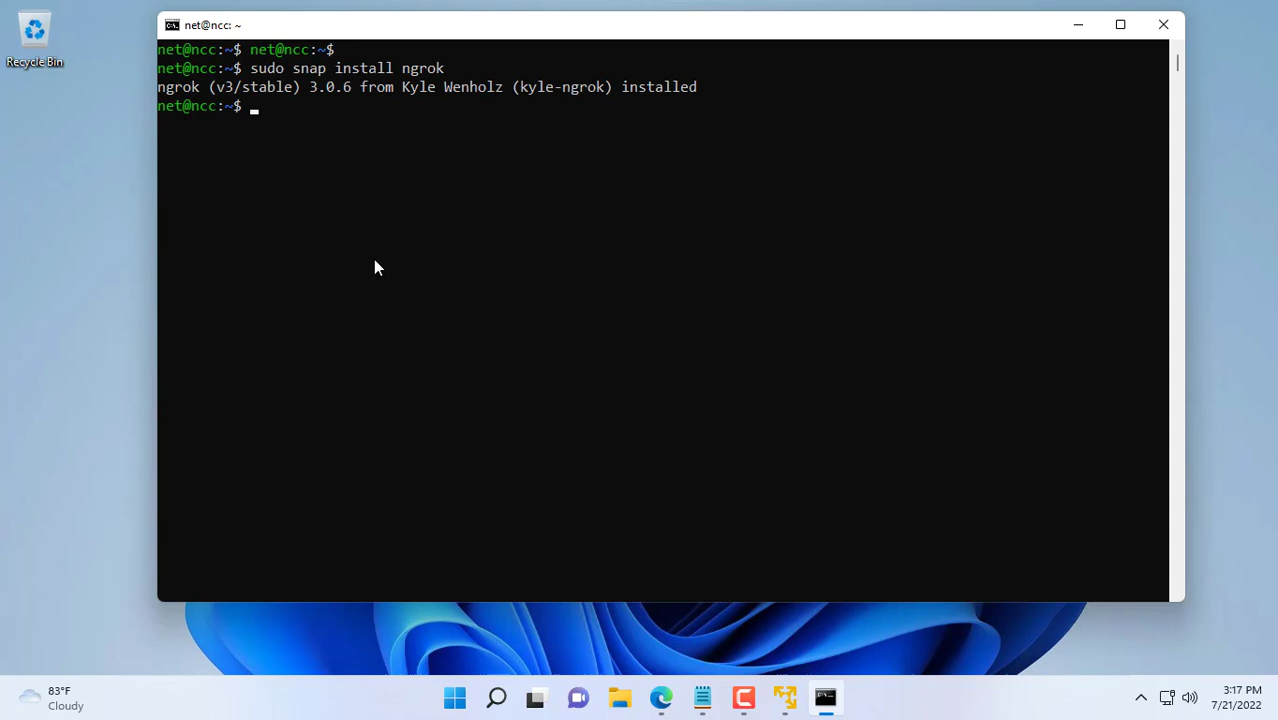 net@ncc: ~
Recycle Bin
net@ncc:~$ net@ncc:~$
net@ncc:~$ sudo snap install ngrok
ngrok (v3/stable) 3.0.6 from Kyle Wenholz (kyle-ngrok) installed
net@ncc:~$
83°F
Cloudy
3:17 PM
7/21/2022